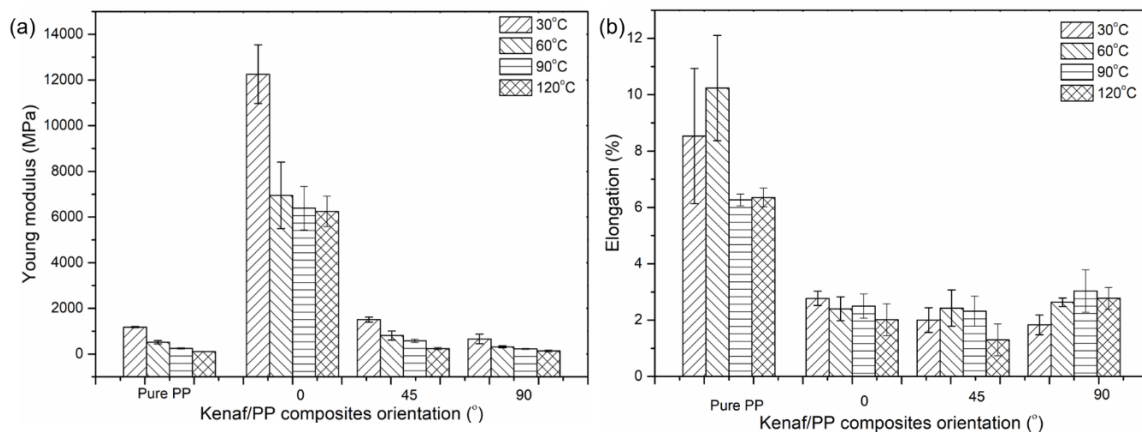 (a)
Young modulus (MPa)
14000
12000
10000
8000
6000
4000
2000
0
30°C
60°C
90°C
120°C
Pure PP 0 45 90
Kenaf/PP composites orientation (°)
(b)
Elongation (%)
12
10
8
6
4
2
0
30°C
60°C
90°C
120°C
Pure PP 0 45 90
Kenaf/PP composites orientation (°)